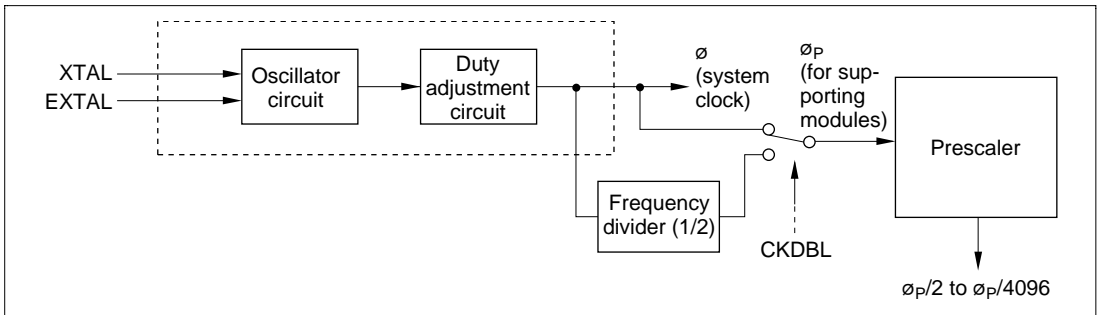 XTAL
EXTAL
Oscillator
circuit
Duty
adjustment
circuit
ø
(system
clock)
øP
(for sup-
porting
modules)
Prescaler
Frequency
divider (1/2)
CKDBL
øP/2 to øP/4096